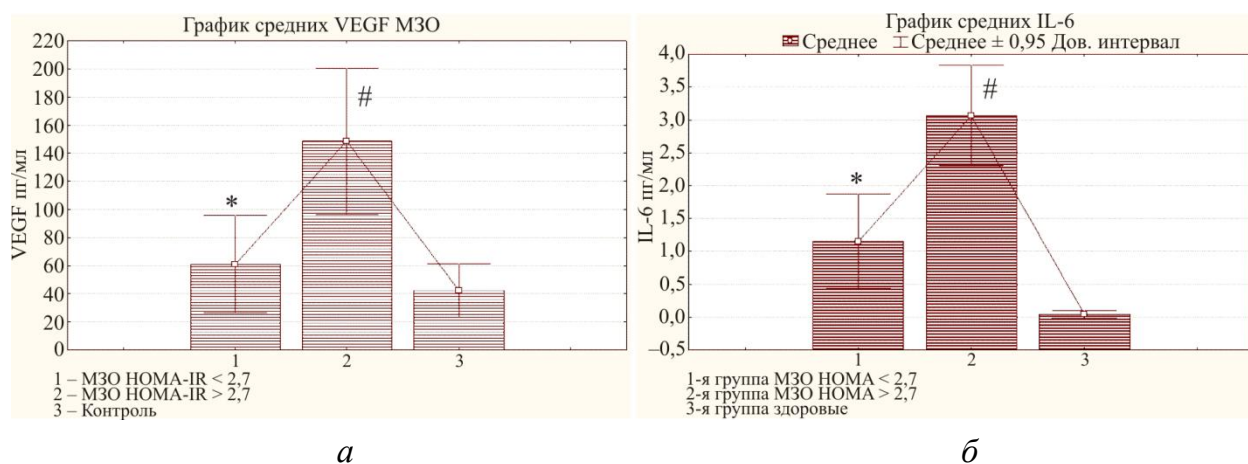 График средних VEGF МЗО
220
200
180
160
140
120
100
80
60
40
20
0
VEGF пг/мл
*
#
1 2 3
1 – МЗО HOMA-IR < 2,7
2 – МЗО HOMA-IR > 2,7
3 – Контроль
а
График средних IL-6
Среднее Среднее ± 0,95 Дов. интервал
4,0
3,5
3,0
2,5
2,0
1,5
1,0
0,5
0,0
–0,5
IL-6 пг/мл
*
#
1 2 3
1-я группа МЗО HOMA < 2,7
2-я группа МЗО HOMA > 2,7
3-я группа здоровые
б